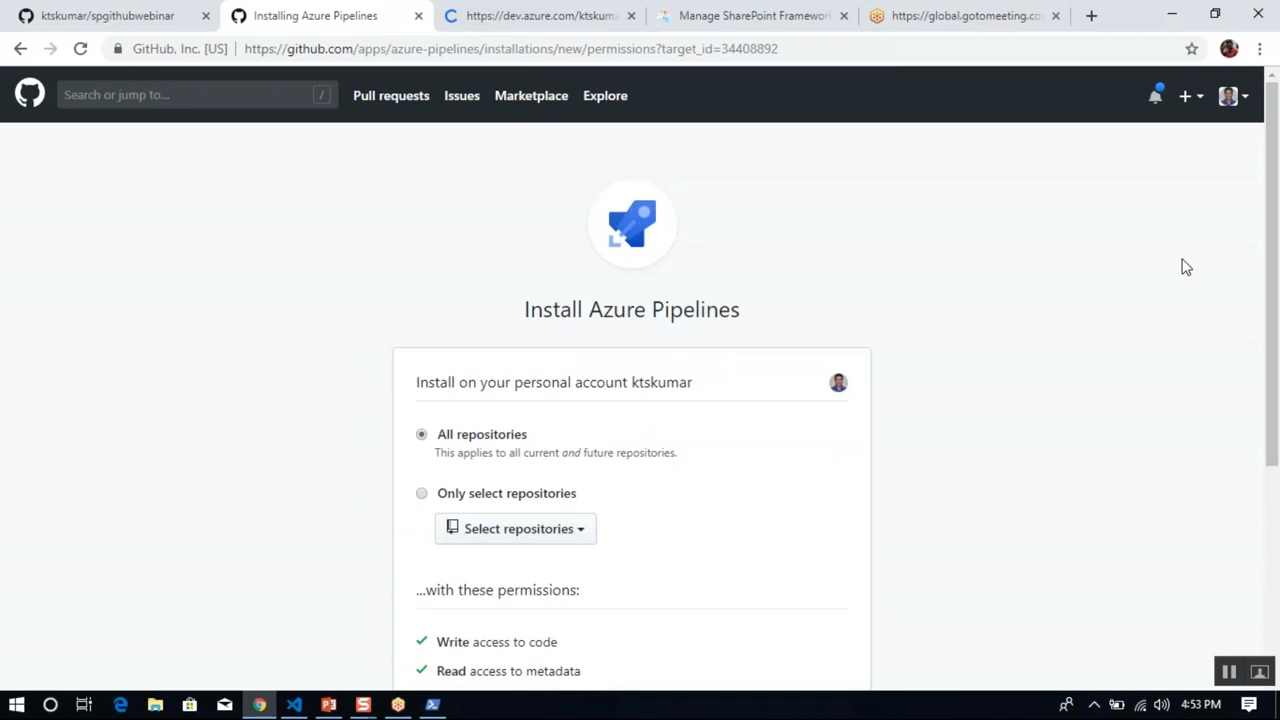 ktskumar/spgithubwebinar
Installing Azure Pipelines
https://dev.azure.com/ktskuma
Manage SharePoint Framewor
https://global.gotomeeting.co
GitHub, Inc. [US]
https://github.com/apps/azure-pipelines/installations/new/permissions?target_id=34408892
Search or jump to...
/
Pull requests
Issues
Marketplace
Explore
Install Azure Pipelines
Install on your personal account ktskumar
All repositories
This applies to all current and future repositories.
Only select repositories
Select repositories
...with these permissions:
Write access to code
Read access to metadata
4:53 PM